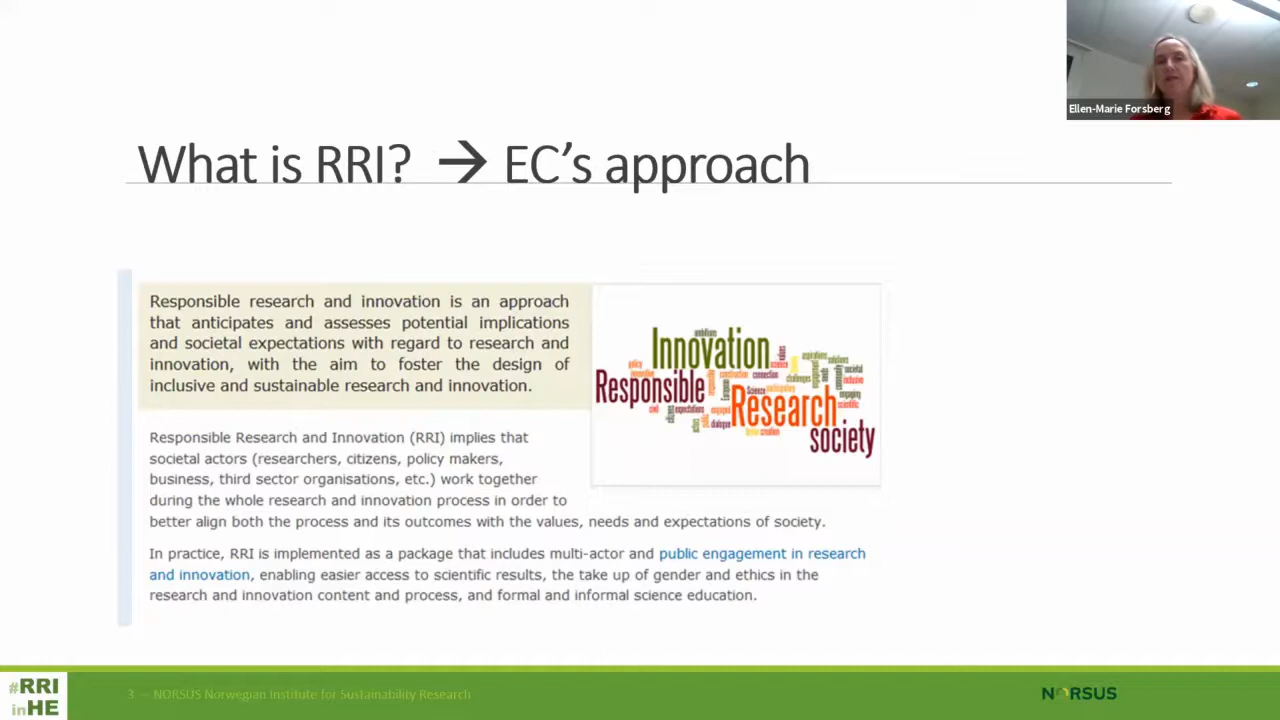 Ellen-Marie Forsberg
What is RRI? → EC's approach
Responsible research and innovation is an approach
that anticipates and assesses potential implications
and societal expectations with regard to research and
innovation, with the aim to foster the design of
inclusive and sustainable research and innovation.
Innovation
Responsible
Research
society
Responsible Research and Innovation (RRI) implies that
societal actors (researchers, citizens, policy makers,
business, third sector organisations, etc.) work together
during the whole research and innovation process in order to
better align both the process and its outcomes with the values, needs and expectations of society.
In practice, RRI is implemented as a package that includes multi-actor and public engagement in research
and innovation, enabling easier access to scientific results, the take up of gender and ethics in the
research and innovation content and process, and formal and informal science education.
#RRI
inHE
3 — NORSUS Norwegian Institute for Sustainability Research
NORSUS